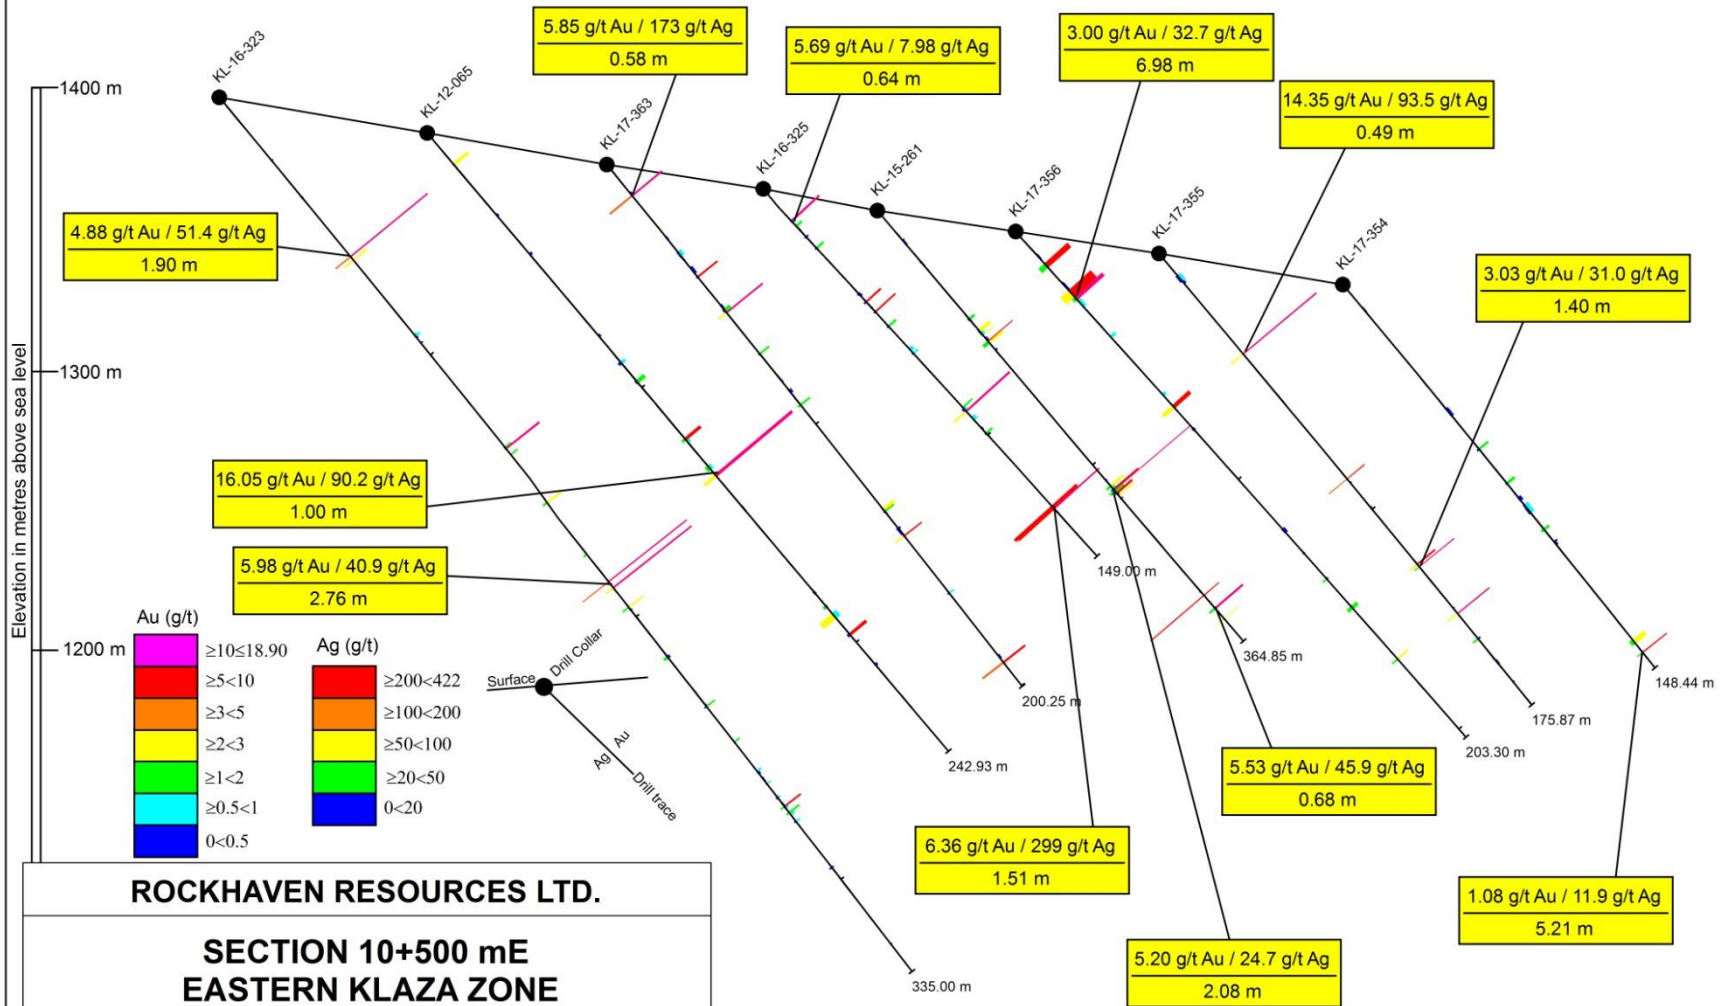 KL-16-323
KL-12-065
KL-17-363
KL-16-325
KL-15-261
KL-17-356
KL-17-355
KL-17-354
5.85 g/t Au / 173 g/t Ag
0.58 m
5.69 g/t Au / 7.98 g/t Ag
0.64 m
3.00 g/t Au / 32.7 g/t Ag
6.98 m
14.35 g/t Au / 93.5 g/t Ag
0.49 m
3.03 g/t Au / 31.0 g/t Ag
1.40 m
4.88 g/t Au / 51.4 g/t Ag
1.90 m
16.05 g/t Au / 90.2 g/t Ag
1.00 m
5.98 g/t Au / 40.9 g/t Ag
2.76 m
6.36 g/t Au / 299 g/t Ag
1.51 m
5.20 g/t Au / 24.7 g/t Ag
2.08 m
5.53 g/t Au / 45.9 g/t Ag
0.68 m
1.08 g/t Au / 11.9 g/t Ag
5.21 m
1400 m
1300 m
1200 m
Elevation in metres above sea level
149.00 m
364.85 m
200.25 m
242.93 m
335.00 m
203.30 m
175.87 m
148.44 m
Au (g/t)
≥10≤18.90
≥5<10
≥3<5
≥2<3
≥1<2
≥0.5<1
0<0.5
Ag (g/t)
≥200<422
≥100<200
≥50<100
≥20<50
0<20
Surface
Drill Collar
Au
Ag
Drill trace
ROCKHAVEN RESOURCES LTD.
SECTION 10+500 mE
EASTERN KLAZA ZONE